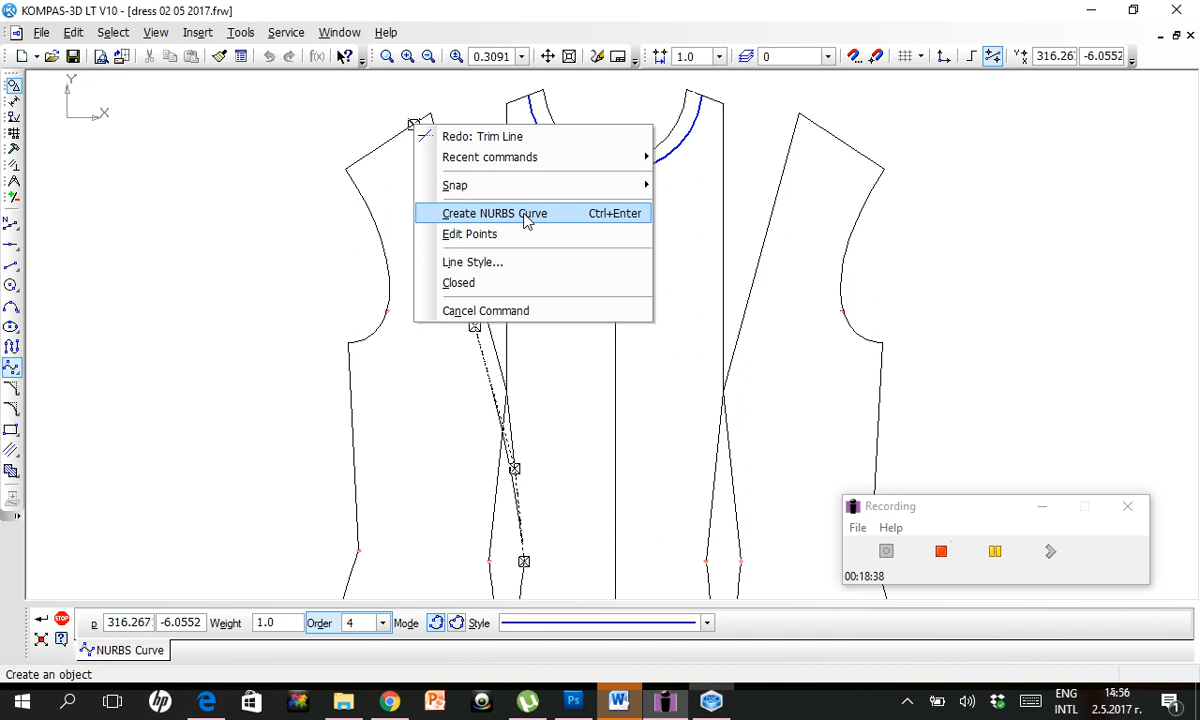 KOMPAS-3D LT V10 - [dress 02 05 2017.frw]
File Edit Select View Insert Tools Service Window Help
f(x) 0.3091 1.0 0 316.267 -6.0552
Y
X
Redo: Trim Line
Recent commands
Snap
Create NURBS Curve Ctrl+Enter
Edit Points
Line Style...
Closed
Cancel Command
Recording
File Help
00:18:38
STOP p 316.267 -6.0552 Weight 1.0 Order 4 Mode Style
NURBS Curve
Create an object
ENG 14:56
INTL 2.5.2017 г.